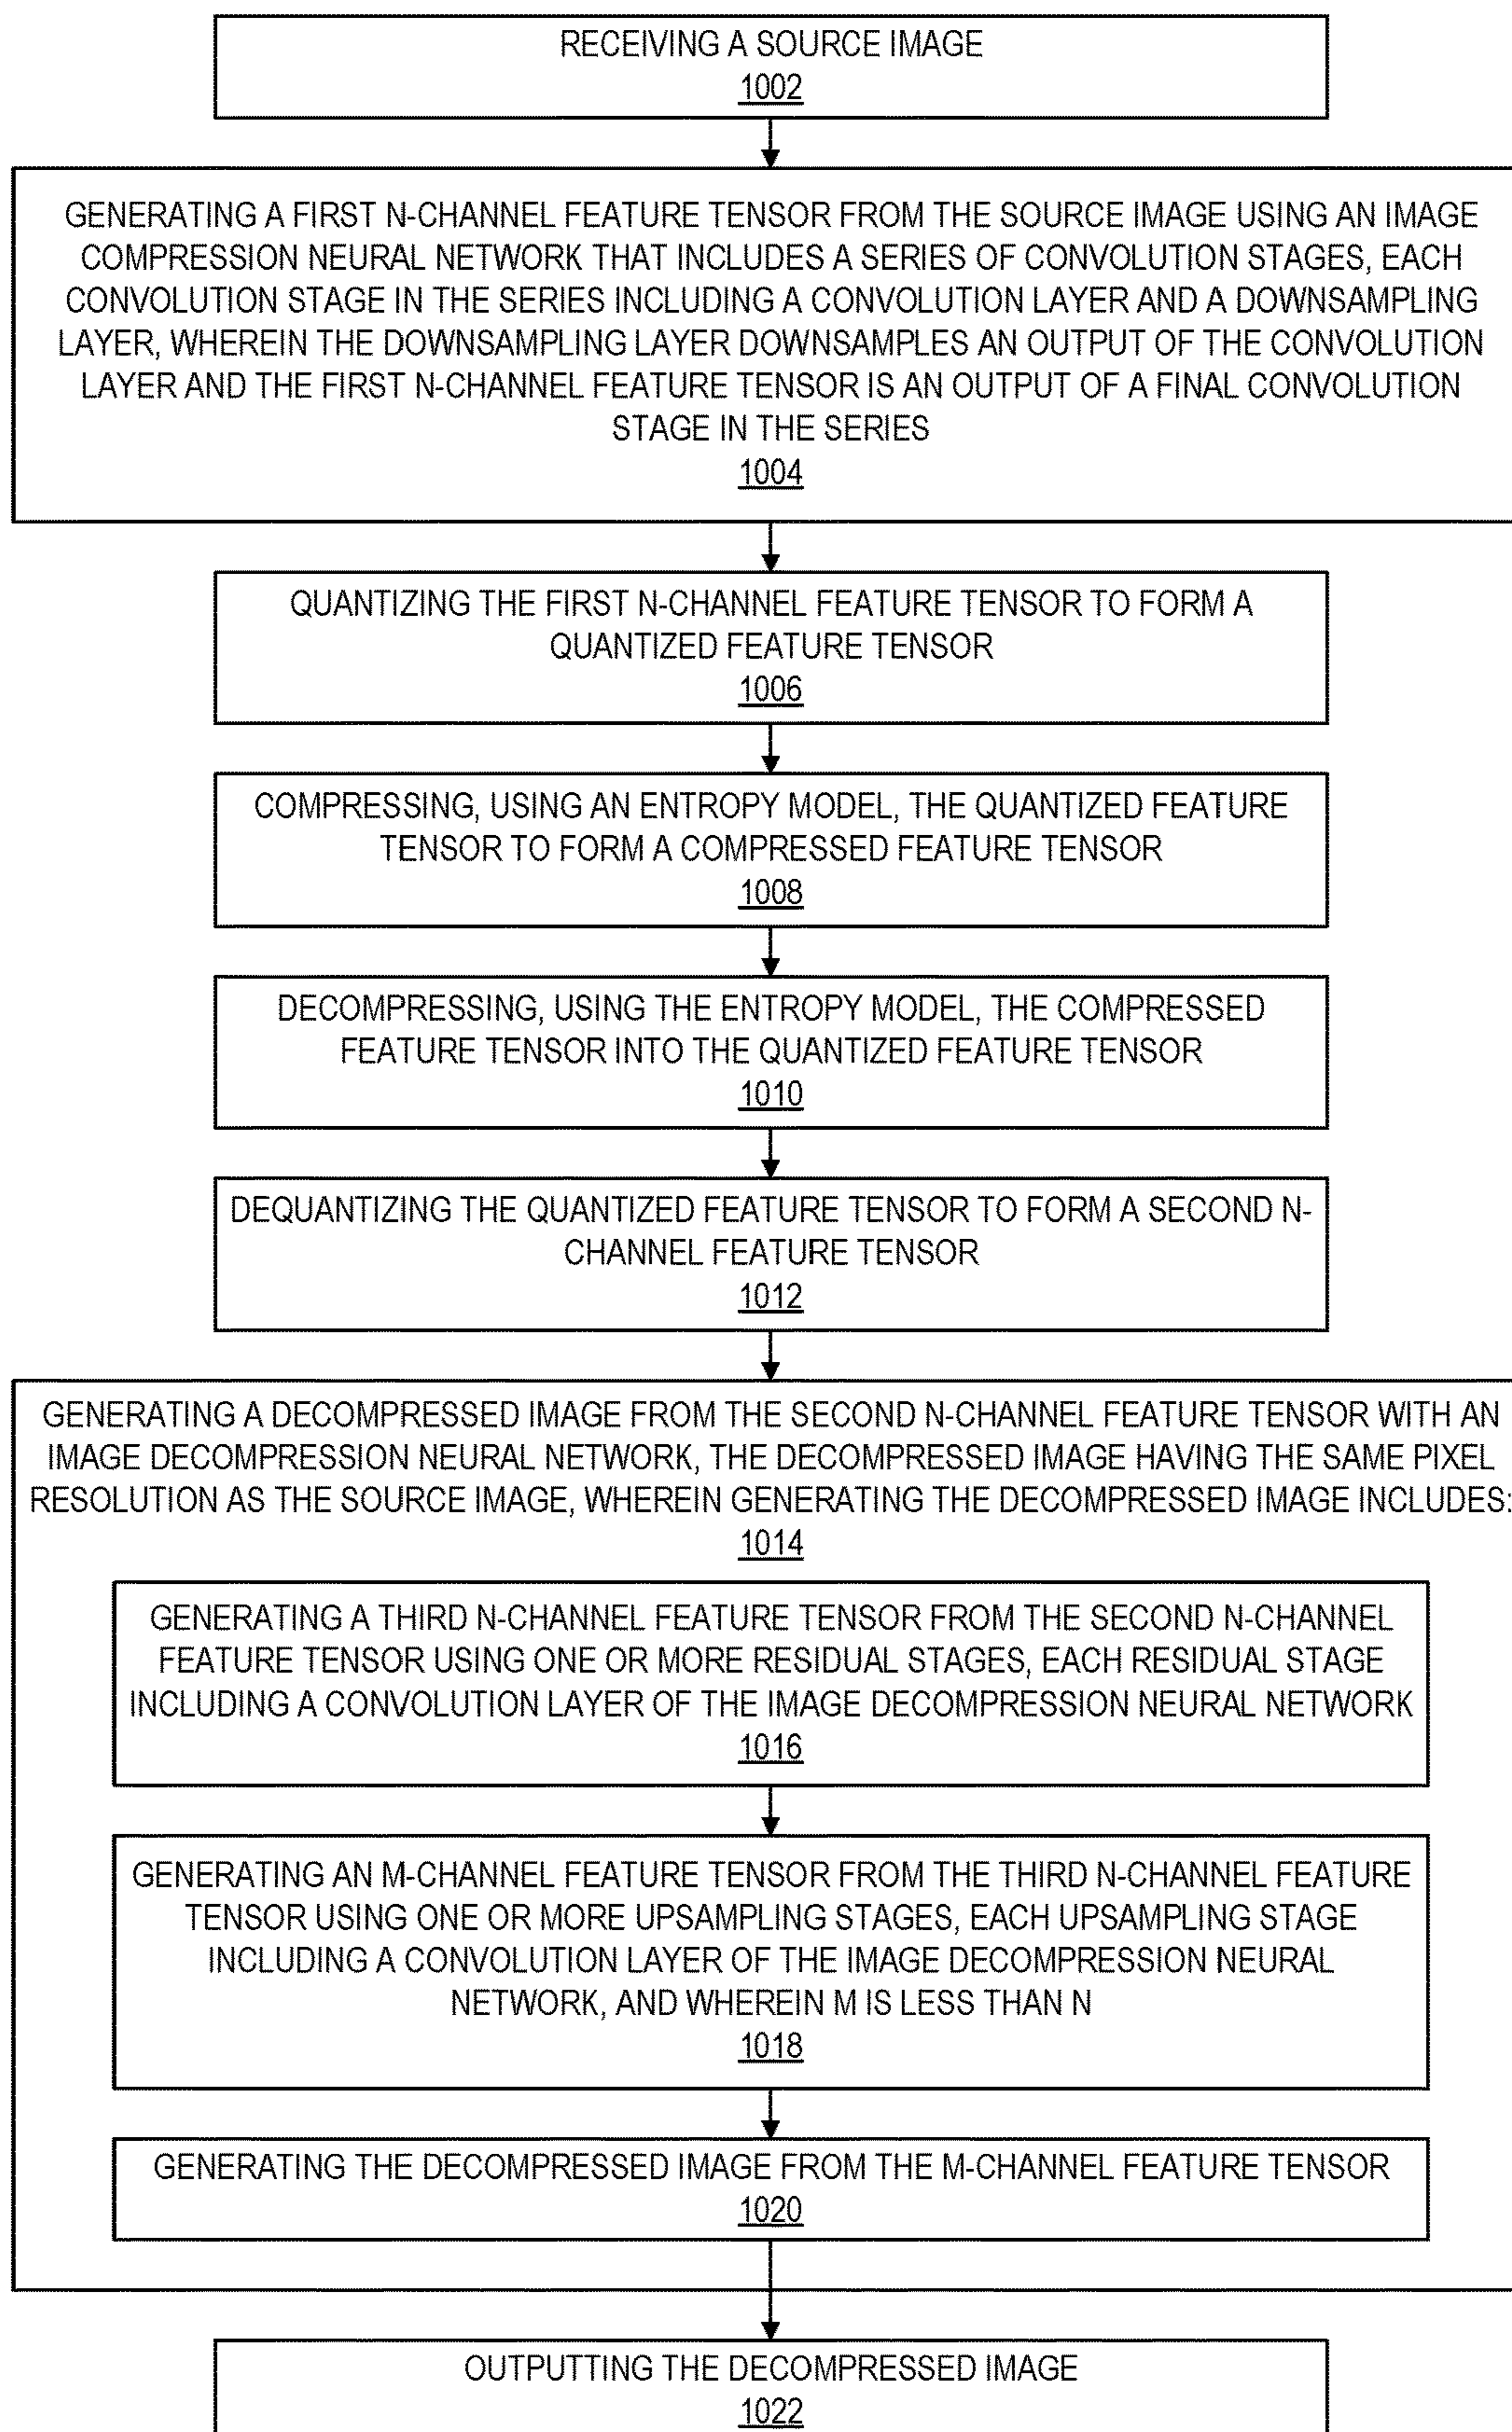 RECEIVING A SOURCE IMAGE
1002
GENERATING A FIRST N-CHANNEL FEATURE TENSOR FROM THE SOURCE IMAGE USING AN IMAGE
COMPRESSION NEURAL NETWORK THAT INCLUDES A SERIES OF CONVOLUTION STAGES, EACH
CONVOLUTION STAGE IN THE SERIES INCLUDING A CONVOLUTION LAYER AND A DOWNSAMPLING
LAYER, WHEREIN THE DOWNSAMPLING LAYER DOWNSAMPLES AN OUTPUT OF THE CONVOLUTION
LAYER AND THE FIRST N-CHANNEL FEATURE TENSOR IS AN OUTPUT OF A FINAL CONVOLUTION
STAGE IN THE SERIES
1004
QUANTIZING THE FIRST N-CHANNEL FEATURE TENSOR TO FORM A
QUANTIZED FEATURE TENSOR
1006
COMPRESSING, USING AN ENTROPY MODEL, THE QUANTIZED FEATURE
TENSOR TO FORM A COMPRESSED FEATURE TENSOR
1008
DECOMPRESSING, USING THE ENTROPY MODEL, THE COMPRESSED
FEATURE TENSOR INTO THE QUANTIZED FEATURE TENSOR
1010
DEQUANTIZING THE QUANTIZED FEATURE TENSOR TO FORM A SECOND N-
CHANNEL FEATURE TENSOR
1012
GENERATING A DECOMPRESSED IMAGE FROM THE SECOND N-CHANNEL FEATURE TENSOR WITH AN
IMAGE DECOMPRESSION NEURAL NETWORK, THE DECOMPRESSED IMAGE HAVING THE SAME PIXEL
RESOLUTION AS THE SOURCE IMAGE, WHEREIN GENERATING THE DECOMPRESSED IMAGE INCLUDES:
1014
GENERATING A THIRD N-CHANNEL FEATURE TENSOR FROM THE SECOND N-CHANNEL
FEATURE TENSOR USING ONE OR MORE RESIDUAL STAGES, EACH RESIDUAL STAGE
INCLUDING A CONVOLUTION LAYER OF THE IMAGE DECOMPRESSION NEURAL NETWORK
1016
GENERATING AN M-CHANNEL FEATURE TENSOR FROM THE THIRD N-CHANNEL FEATURE
TENSOR USING ONE OR MORE UPSAMPLING STAGES, EACH UPSAMPLING STAGE
INCLUDING A CONVOLUTION LAYER OF THE IMAGE DECOMPRESSION NEURAL
NETWORK, AND WHEREIN M IS LESS THAN N
1018
GENERATING THE DECOMPRESSED IMAGE FROM THE M-CHANNEL FEATURE TENSOR
1020
OUTPUTTING THE DECOMPRESSED IMAGE
1022